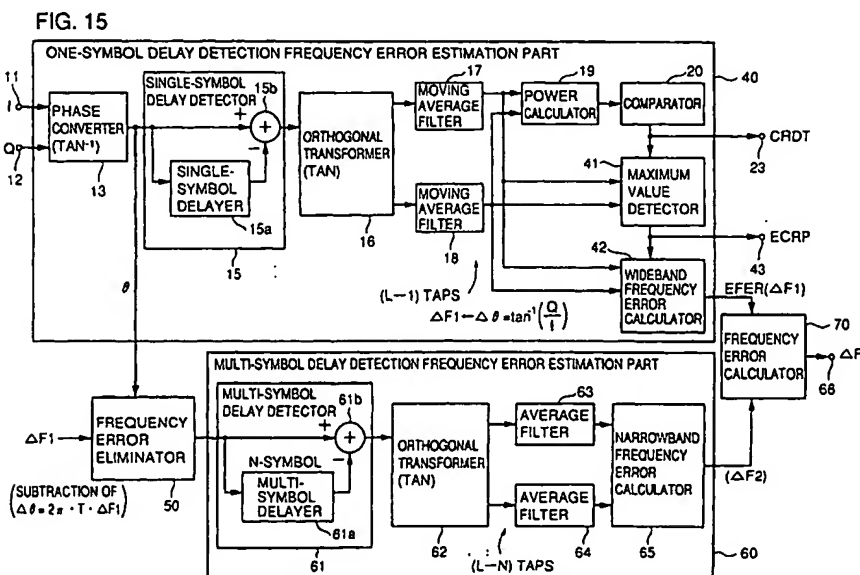 FIG. 15
ONE-SYMBOL DELAY DETECTION FREQUENCY ERROR ESTIMATION PART
11
I
Q
12
PHASE
CONVERTER
(TAN⁻¹)
13
SINGLE-SYMBOL
DELAY DETECTOR
15b
+
+
−
SINGLE-
SYMBOL
DELAYER
15a
15
ORTHOGONAL
TRANSFORMER
(TAN)
16
17
MOVING
AVERAGE
FILTER
MOVING
AVERAGE
FILTER
18
(L−1) TAPS
ΔF1 ← Δθ = tan⁻¹(Q/I)
19
POWER
CALCULATOR
20
COMPARATOR
40
CRDT
23
41
MAXIMUM
VALUE
DETECTOR
ECRP
43
42
WIDEBAND
FREQUENCY
ERROR
CALCULATOR
EFER(ΔF1)
70
FREQUENCY
ERROR
CALCULATOR
ΔF
66
θ
ΔF1
FREQUENCY
ERROR
ELIMINATOR
50
(SUBTRACTION OF
Δθ = 2π · T · ΔF1)
MULTI-SYMBOL DELAY DETECTION FREQUENCY ERROR ESTIMATION PART
MULTI-SYMBOL
DELAY DETECTOR
61b
+
+
−
N-SYMBOL
MULTI-
SYMBOL
DELAYER
61a
61
ORTHOGONAL
TRANSFORMER
(TAN)
62
63
AVERAGE
FILTER
AVERAGE
FILTER
64
(L−N) TAPS
NARROWBAND
FREQUENCY
ERROR
CALCULATOR
65
(ΔF2)
60